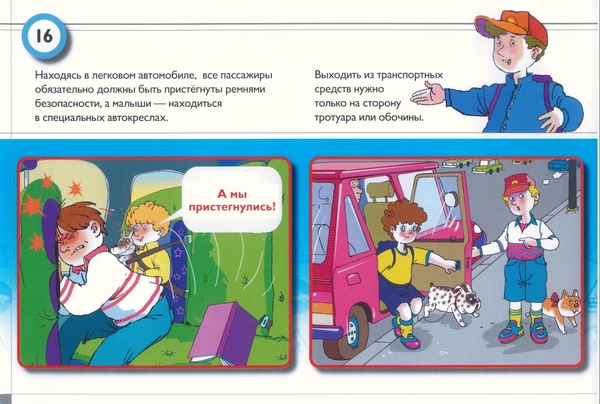 16
Находясь в легковом автомобиле, все пассажиры
обязательно должны быть пристёгнуты ремнями
безопасности, а малыши — находиться
в специальных автокреслах.
Выходить из транспортных
средств нужно
только на сторону
тротуара или обочины.
А мы
пристегнулись!